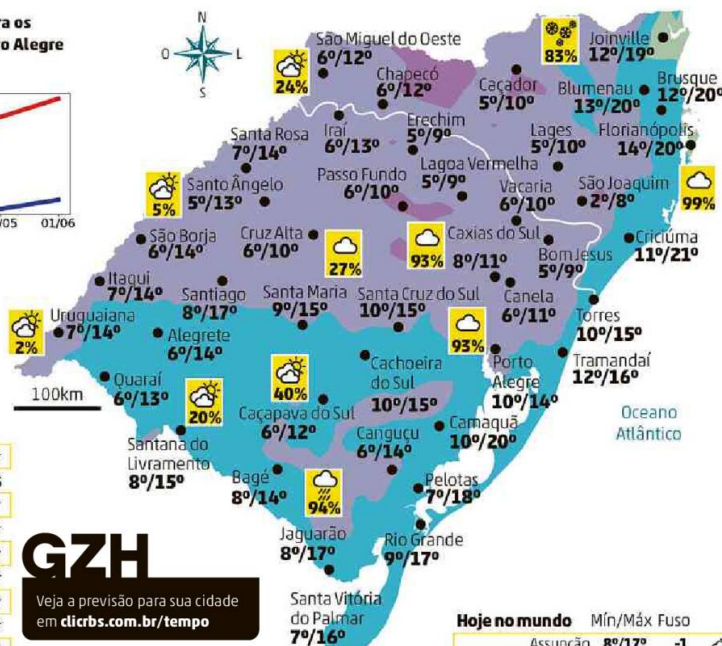 ra os
o Alegre
N
O
L
S
/05 01/06
24%
São Miguel do Oeste
6º/12º
Chapecó
6º/12º
Caçador
5º/10º
83%
Joinville
12º/19º
Blumenau
13º/20º
Brusque
12º/20º
Florianópolis
14º/20º
99%
Iraí
6º/13º
Erechim
5º/9º
Lages
5º/10º
Santa Rosa
7º/14º
Lagoa Vermelha
5º/9º
Passo Fundo
6º/10º
Vacaria
6º/10º
São Joaquim
2º/8º
5%
Santo Ângelo
5º/13º
São Borja
6º/14º
Cruz Alta
6º/10º
27%
93%
Caxias do Sul
8º/11º
Bom Jesus
5º/9º
Criciúma
11º/21º
Itaqui
7º/14º
Santiago
8º/17º
Santa Maria
9º/15º
Santa Cruz do Sul
10º/15º
Canela
6º/11º
Torres
10º/15º
2%
Uruguaiana
7º/14º
Alegrete
6º/14º
93%
Porto
Alegre
10º/14º
Tramandaí
12º/16º
Cachoeira
do Sul
10º/15º
Quaraí
6º/13º
100km
20%
40%
Caçapava do Sul
6º/12º
Camaquã
10º/20º
Oceano
Atlântico
Santana do
Livramento
8º/15º
Canguçu
6º/14º
Bagé
8º/14º
94%
Pelotas
7º/18º
Jaguarão
8º/17º
Rio Grande
9º/17º
Santa Vitória
do Palmar
7º/16º
GZH
Veja a previsão para sua cidade
em clicrbs.com.br/tempo
Hoje no mundo Mín/Máx Fuso
Assunção 8º/17º -1